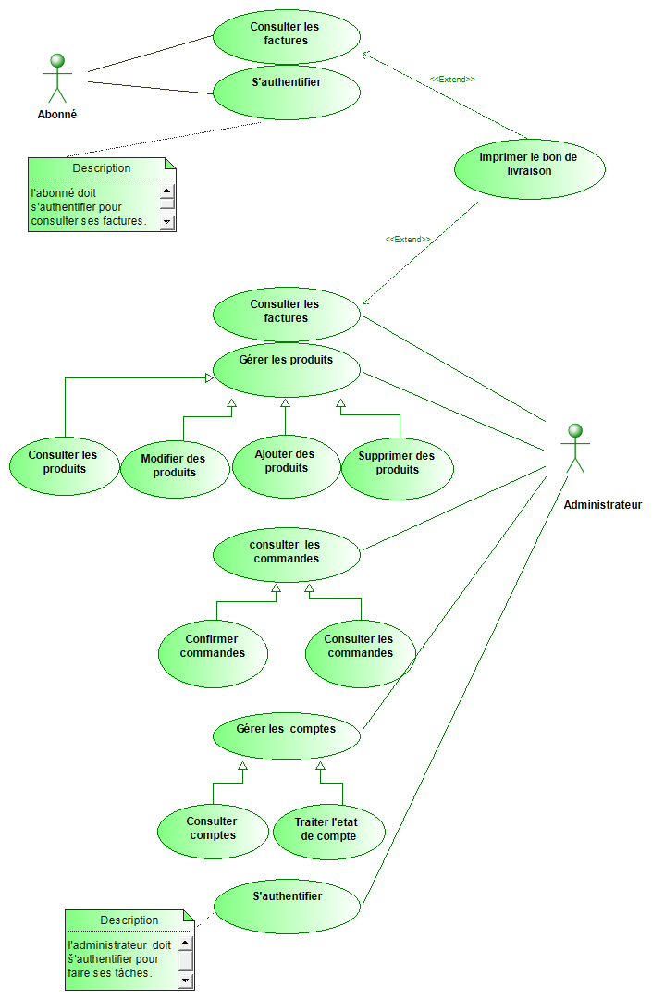 Consulter les
factures
S'authentifier
Abonné
<<Extend>>
Imprimer le bon de
livraison
Description
l'abonné doit
s'authentifier pour
consulter ses factures.
<<Extend>>
Consulter les
factures
Gérer les produits
Consulter les
produits
Modifier des
produits
Ajouter des
produits
Supprimer des
produits
Administrateur
consulter les
commandes
Confirmer
commandes
Consulter les
commandes
Gérer les comptes
Consulter
comptes
Traiter l'etat
de compte
S'authentifier
Description
l'administrateur doit
s'authentifier pour
faire ses tâches.